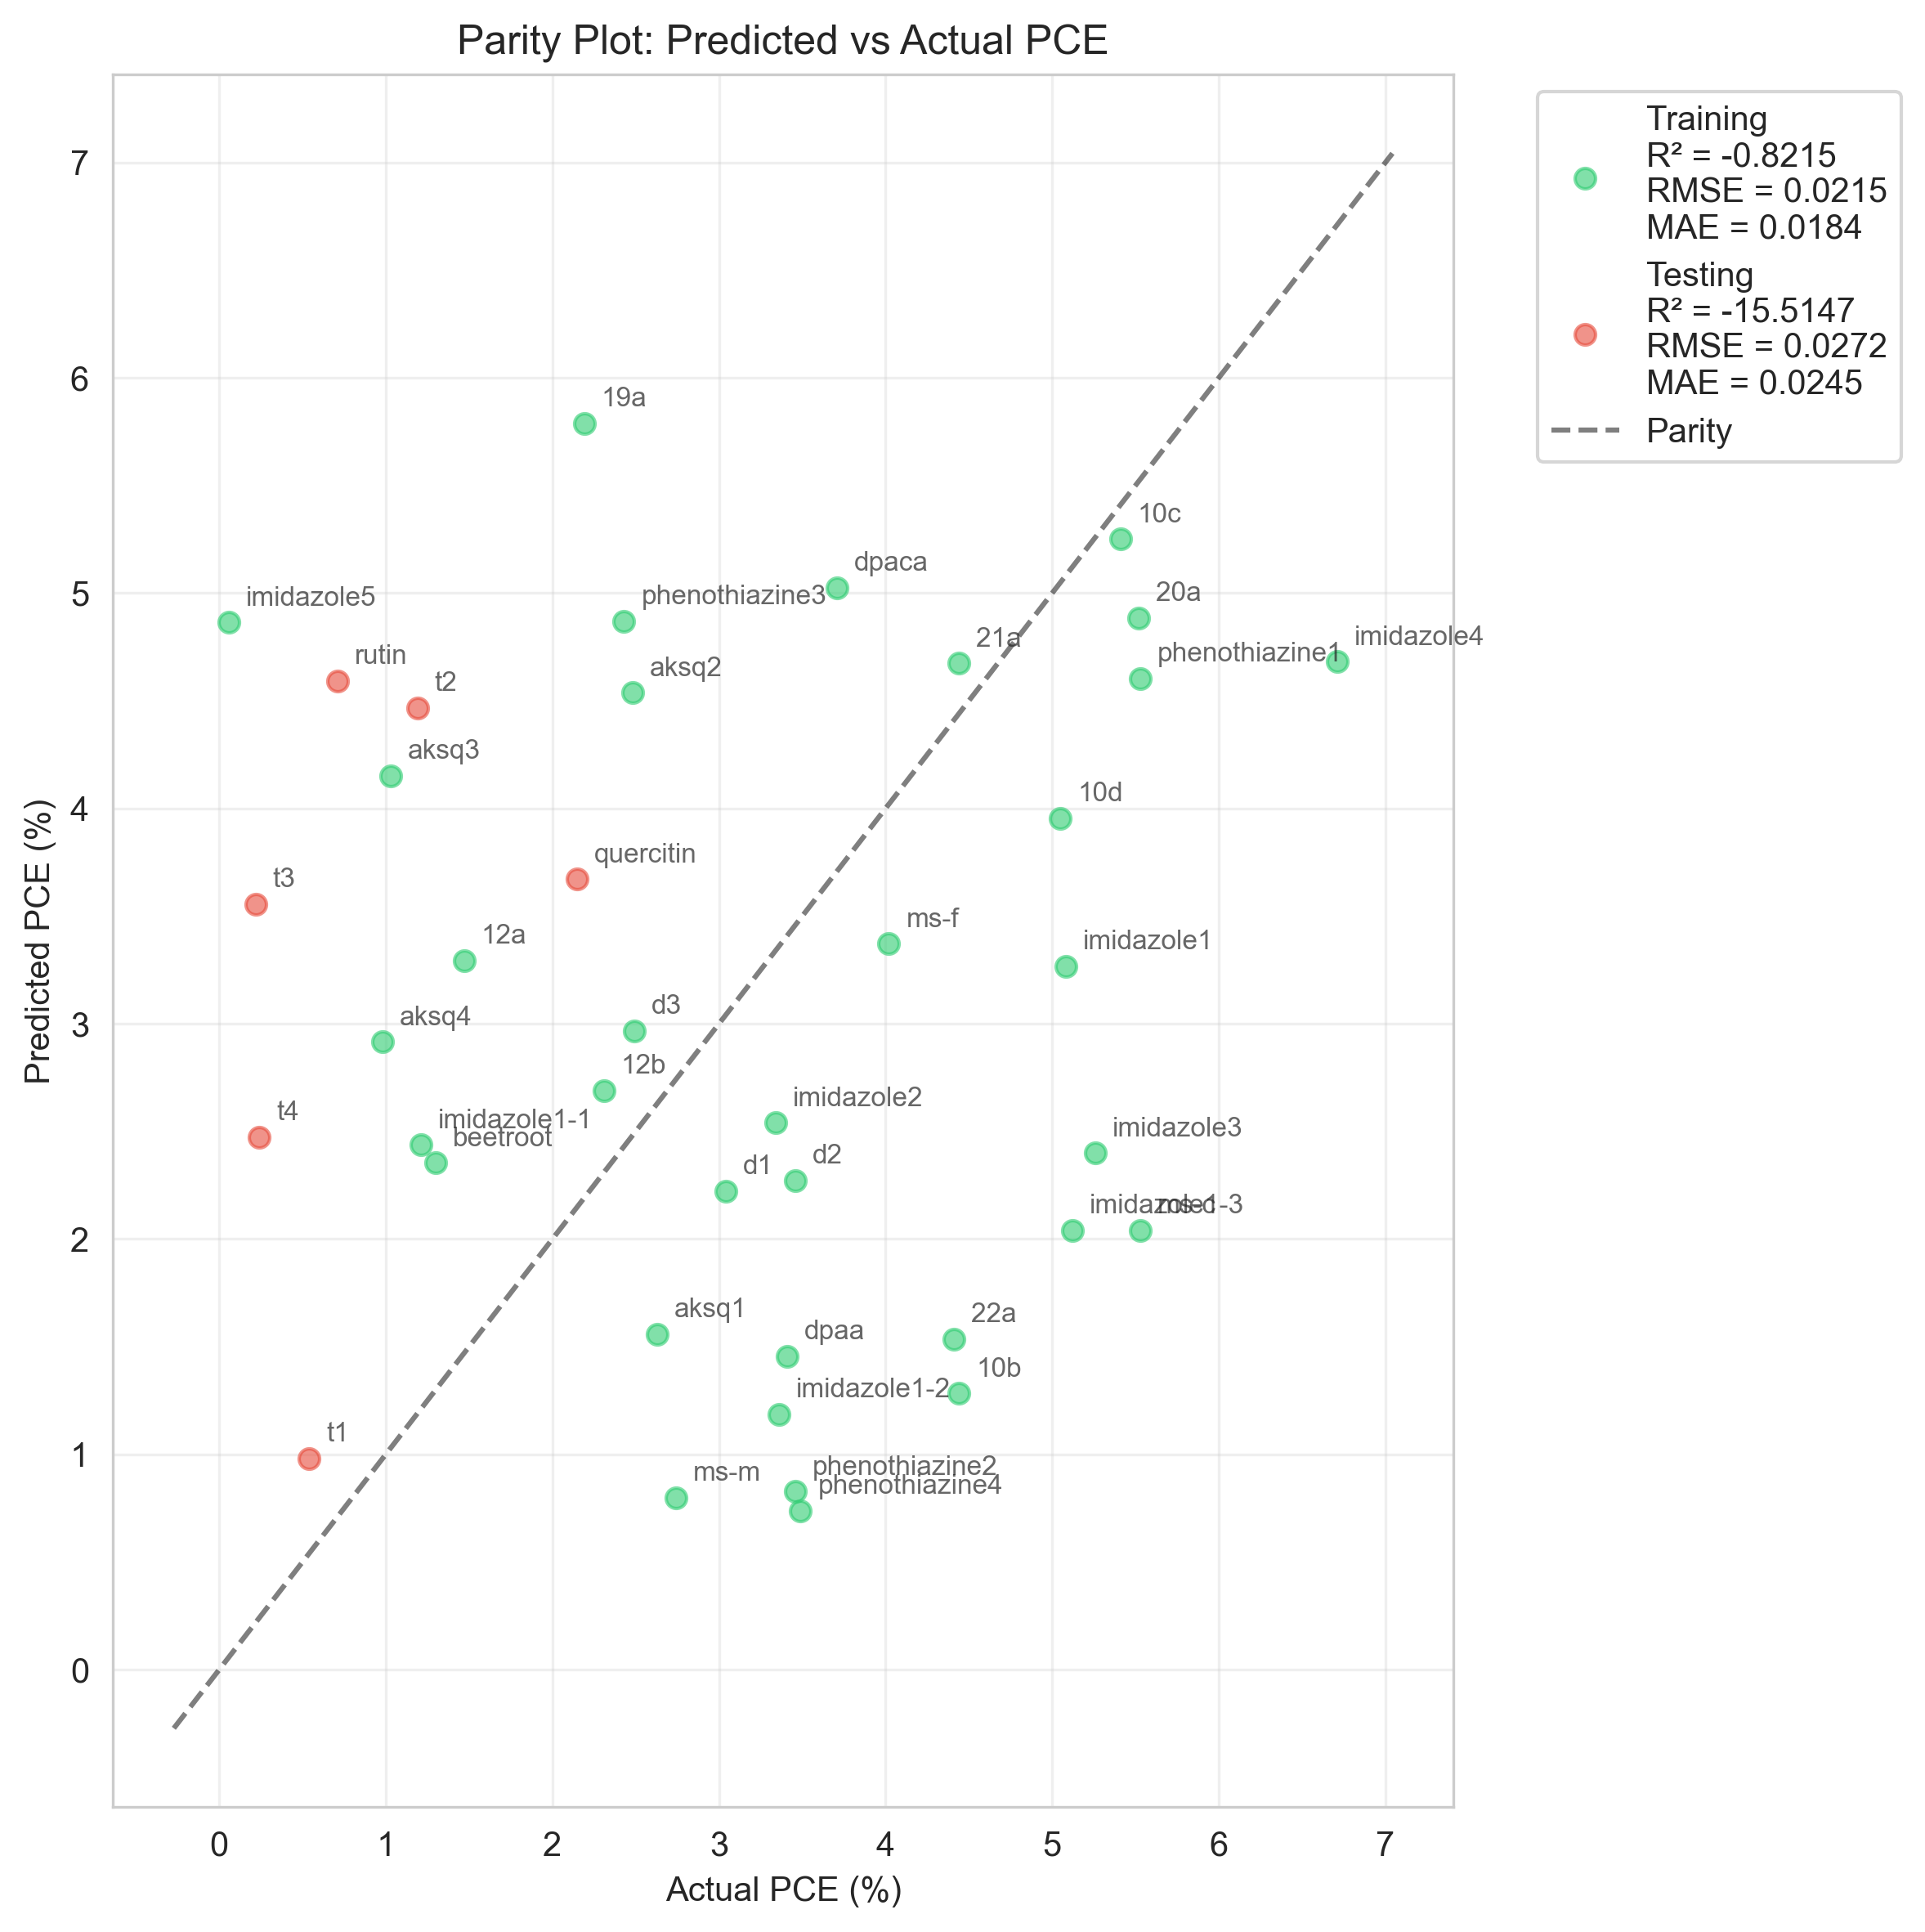 Parity Plot: Predicted vs Actual PCE
Training
R² = -0.8215
RMSE = 0.0215
MAE = 0.0184
Testing
R² = -15.5147
RMSE = 0.0272
MAE = 0.0245
Parity
Predicted PCE (%)
7
6
5
4
3
2
1
0
19a
10c
dpaca
imidazole5
phenothiazine3
20a
rutin
t2
aksq2
21a
phenothiazine1
imidazole4
aksq3
10d
t3
quercitin
12a
ms-f
imidazole1
aksq4
d3
12b
t4
imidazole1-1
beetroot
imidazole2
d1
d2
imidazole3
imidazole1-3
ms-c
aksq1
dpaa
22a
10b
imidazole1-2
t1
ms-m
phenothiazine2
phenothiazine4
0 1 2 3 4 5 6 7
Actual PCE (%)